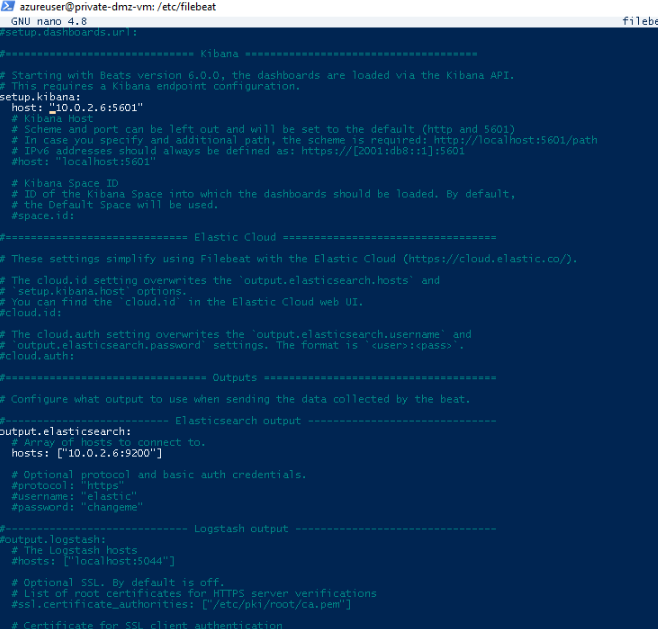 azureuser@private-dmz-vm: /etc/filebeat
GNU nano 4.8 filebe
#setup.dashboards.url:
#============================== Kibana =====================================
# Starting with Beats version 6.0.0, the dashboards are loaded via the Kibana API.
# This requires a Kibana endpoint configuration.
setup.kibana:
host: "10.0.2.6:5601"
# Kibana Host
# Scheme and port can be left out and will be set to the default (http and 5601)
# In case you specify and additional path, the scheme is required: http://localhost:5601/path
# IPv6 addresses should always be defined as: https://[2001:db8::1]:5601
#host: "localhost:5601"
# Kibana Space ID
# ID of the Kibana Space into which the dashboards should be loaded. By default,
# the Default Space will be used.
#space.id:
#============================= Elastic Cloud ==================================
# These settings simplify using Filebeat with the Elastic Cloud (https://cloud.elastic.co/).
# The cloud.id setting overwrites the `output.elasticsearch.hosts` and
# `setup.kibana.host` options.
# You can find the `cloud.id` in the Elastic Cloud web UI.
#cloud.id:
# The cloud.auth setting overwrites the `output.elasticsearch.username` and
# `output.elasticsearch.password` settings. The format is `<user>:<pass>`.
#cloud.auth:
#================================ Outputs =====================================
# Configure what output to use when sending the data collected by the beat.
#-------------------------- Elasticsearch output ------------------------------
output.elasticsearch:
# Array of hosts to connect to.
hosts: ["10.0.2.6:9200"]
# Optional protocol and basic auth credentials.
#protocol: "https"
#username: "elastic"
#password: "changeme"
#----------------------------- Logstash output --------------------------------
#output.logstash:
# The Logstash hosts
#hosts: ["localhost:5044"]
# Optional SSL. By default is off.
# List of root certificates for HTTPS server verifications
#ssl.certificate_authorities: ["/etc/pki/root/ca.pem"]
# Certificate for SSL client authentication